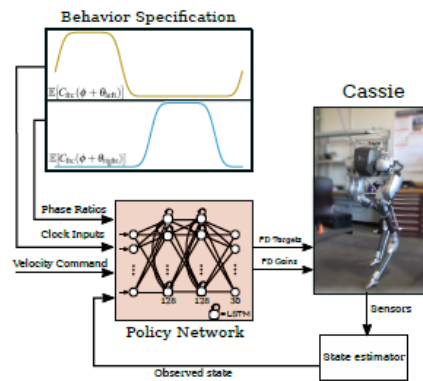 Behavior Specification
𝔼[C_frc(ϕ + θ_left)]
𝔼[C_frc(ϕ + θ_right)]
Cassie
Phase Ratios
Clock Inputs
Velocity Command
128 128 30
=LSTM
Policy Network
PD Targets
PD Gains
Sensors
State estimator
Observed state